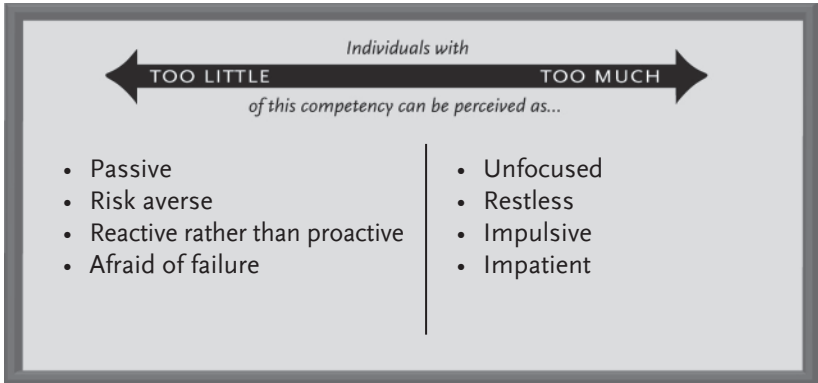 Individuals with
TOO LITTLE TOO MUCH
of this competency can be perceived as...
• Passive
• Risk averse
• Reactive rather than proactive
• Afraid of failure
• Unfocused
• Restless
• Impulsive
• Impatient